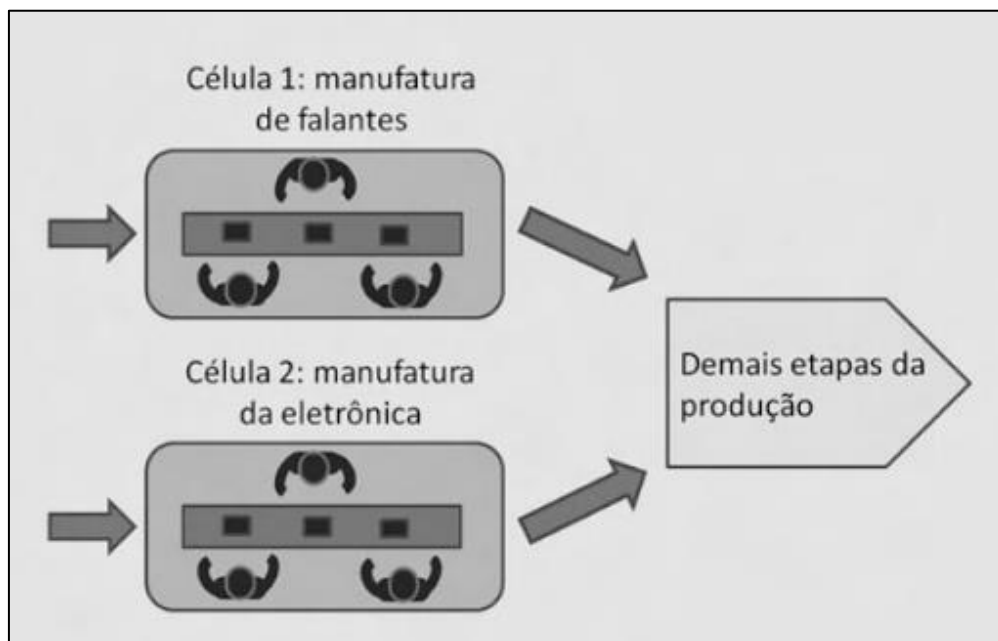 Célula 1: manufatura
de falantes
Célula 2: manufatura
da eletrônica
Demais etapas da
produção